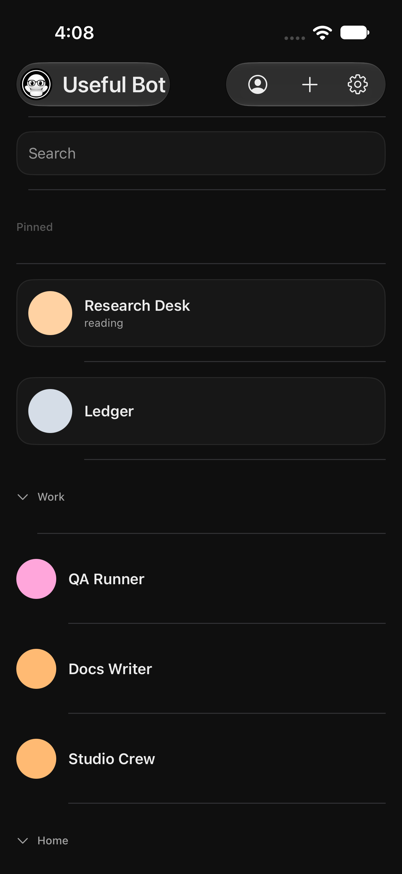 4:08
Useful Bot
Search
Pinned
Research Desk
reading
Ledger
Work
QA Runner
Docs Writer
Studio Crew
Home